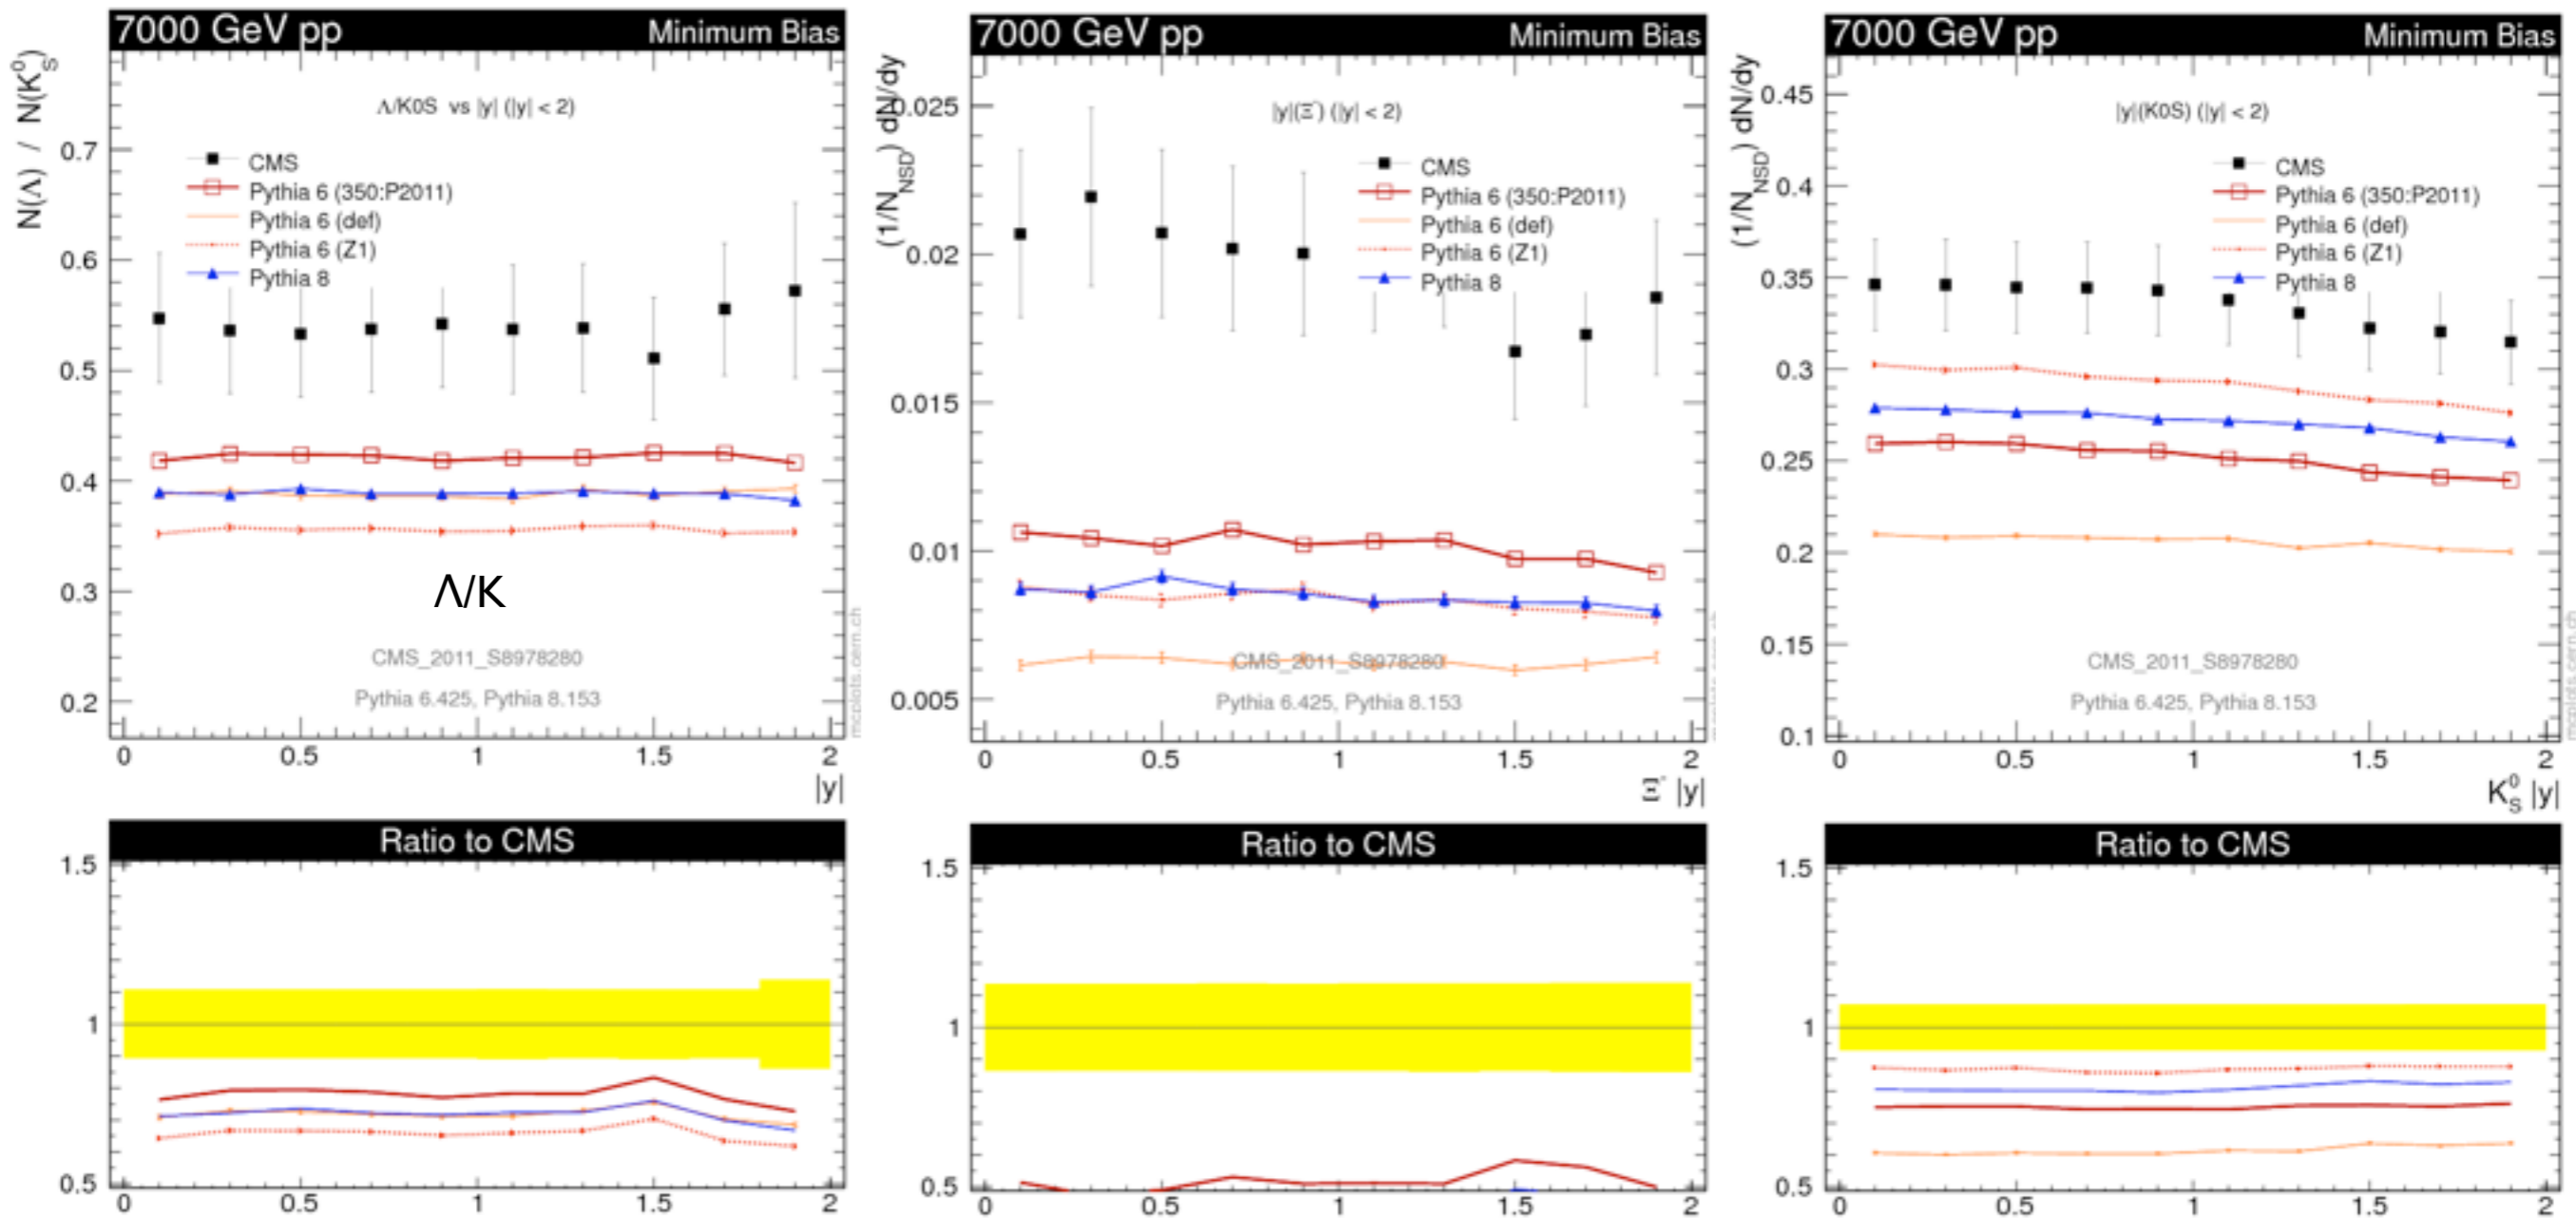 7000 GeV pp Minimum Bias
N(Λ) / N(K⁰_S)
Λ/K0S vs |y| (|y| < 2)
CMS
Pythia 6 (350:P2011)
Pythia 6 (def)
Pythia 6 (Z1)
Pythia 8
0.7
0.6
0.5
0.4
0.3
0.2
Λ/K
CMS_2011_S8978280
Pythia 6.425, Pythia 8.153
mcplots.cern.ch
0 0.5 1 1.5 2
|y|
Ratio to CMS
1.5
1
0.5
0 0.5 1 1.5 2
7000 GeV pp Minimum Bias
(1/N_NSD) dN/dy
|y|(Ξ⁻) (|y| < 2)
CMS
Pythia 6 (350:P2011)
Pythia 6 (def)
Pythia 6 (Z1)
Pythia 8
0.025
0.02
0.015
0.01
0.005
CMS_2011_S8978280
Pythia 6.425, Pythia 8.153
0 0.5 1 1.5 2
Ξ⁻ |y|
Ratio to CMS
1.5
1
0.5
0 0.5 1 1.5 2
7000 GeV pp Minimum Bias
(1/N_NSD) dN/dy
|y|(K0S) (|y| < 2)
CMS
Pythia 6 (350:P2011)
Pythia 6 (def)
Pythia 6 (Z1)
Pythia 8
0.45
0.4
0.35
0.3
0.25
0.2
0.15
0.1
CMS_2011_S8978280
Pythia 6.425, Pythia 8.153
0 0.5 1 1.5 2
K⁰_S |y|
Ratio to CMS
1.5
1
0.5
0 0.5 1 1.5 2